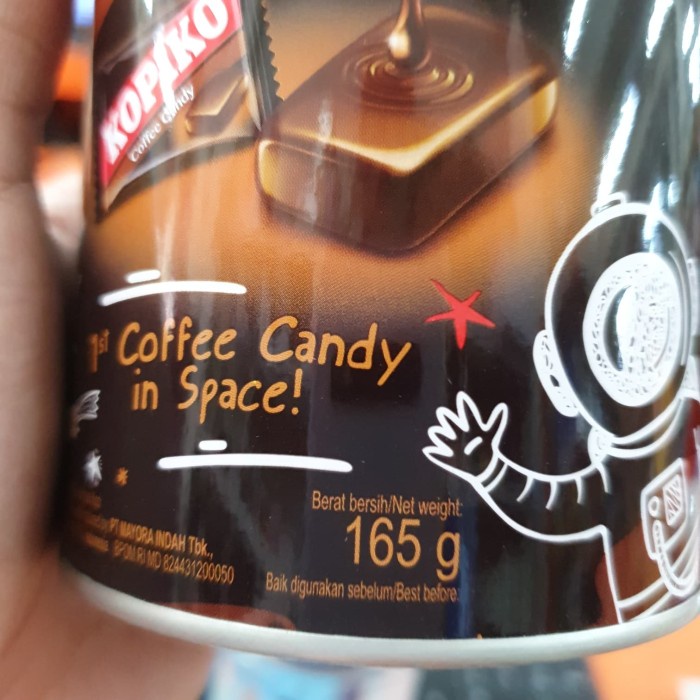 KOPIKO
Coffee Candy
1st Coffee Candy
in Space!
Berat bersih/Net weight:
165 g
Baik digunakan sebelum/Best before:
by PT MAYORA INDAH Tbk.,
BPOM RI MD 824431200050